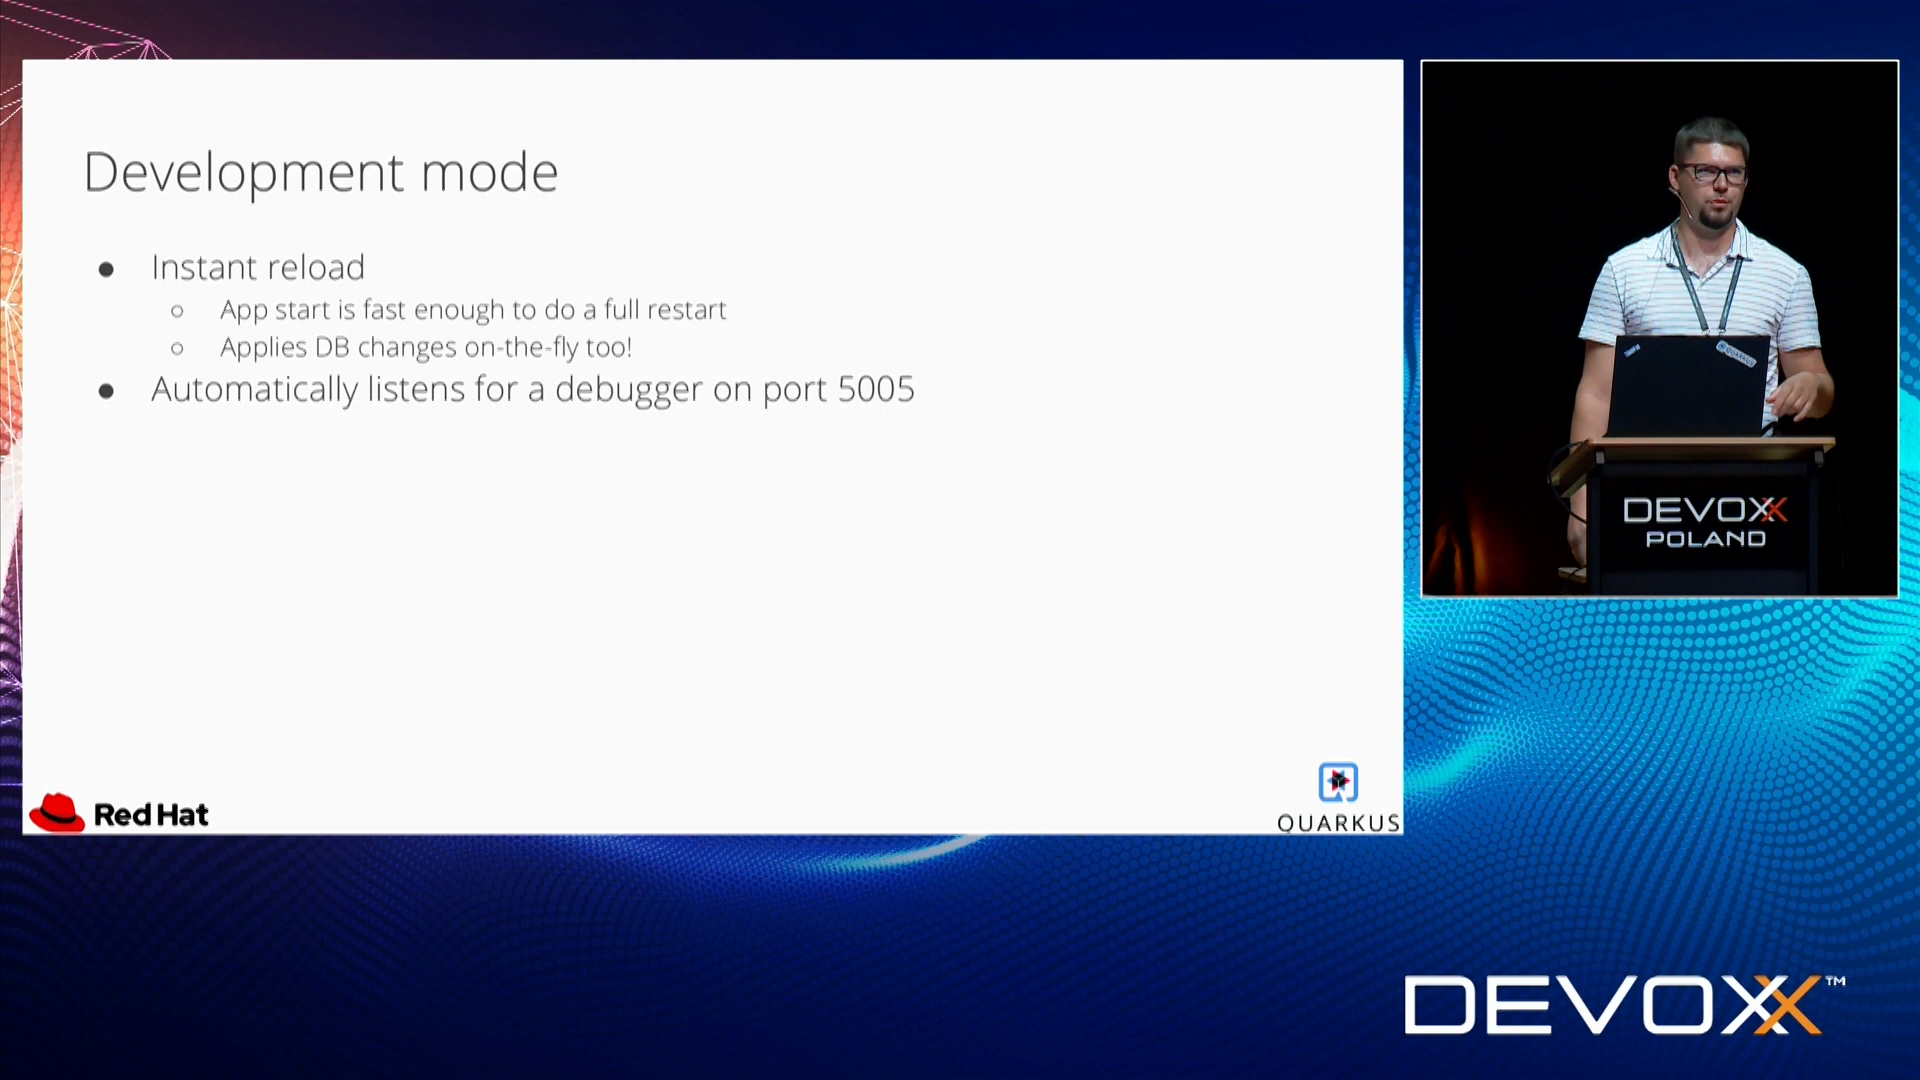 Development mode
● Instant reload
○ App start is fast enough to do a full restart
○ Applies DB changes on-the-fly too!
● Automatically listens for a debugger on port 5005
Red Hat
QUARKUS
QUARKUS
DEVOXX
POLAND
DEVOXX™